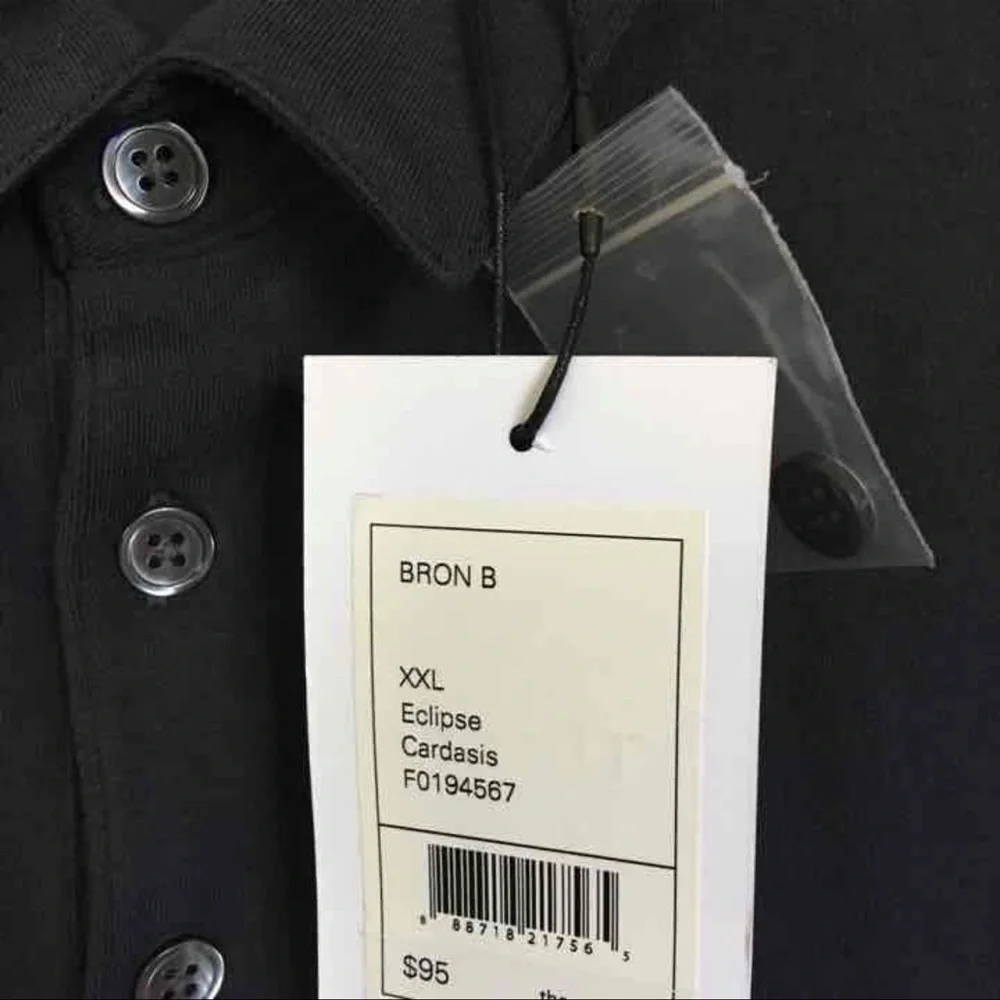 BRON B
XXL
Eclipse
Cardasis
F0194567
8 88718 21756 5
$95